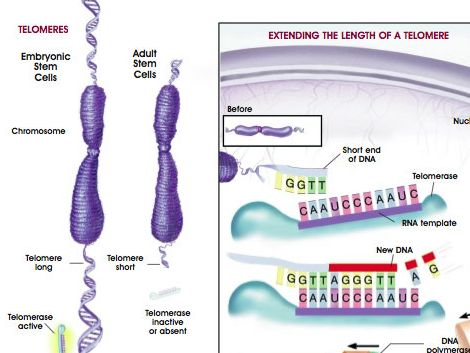 TELOMERES
Embryonic
Stem
Cells
Adult
Stem
Cells
Chromosome
Telomere
long
Telomere
short
Telomerase
active
Telomerase
inactive
or absent
EXTENDING THE LENGTH OF A TELOMERE
Before
Nucl
Short end
of DNA
GGTT
Telomerase
CAAUCCCAAUC
RNA template
New DNA
GGTTAGGGTT
A
G
CAAUCCCAAUC
DNA
polymerase